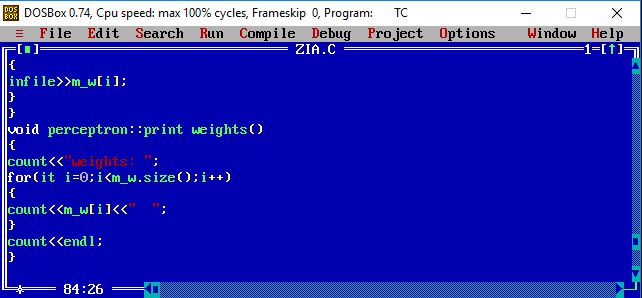 DOSBox 0.74, Cpu speed: max 100% cycles, Frameskip 0, Program: TC
≡ File Edit Search Run Compile Debug Project Options Window Help
[■] ZIA.C 1=[↑]
{
infile>>m_w[i];
}
}
void perceptron::print weights()
{
count<<"weights: ";
for(it i=0;i<m_w.size();i++)
{
count<<m_w[i]<<"  ";
}
count<<endl;
}
* 84:26